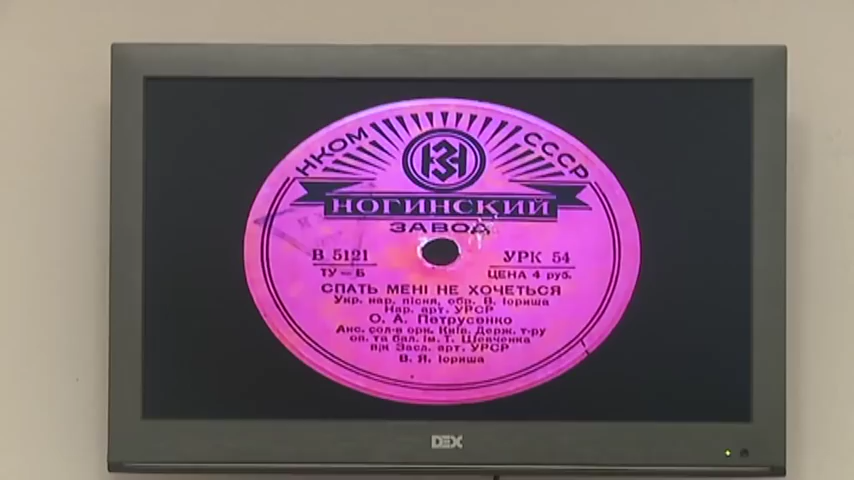 НКОМ СССР
НЗ
НОГИНСКИЙ
ЗАВОД
В 5121 УРК 54
ТУ — Б ЦЕНА 4 руб.
СПАТЬ МЕНІ НЕ ХОЧЕТЬСЯ
Укр. нар. пісня, обр. В. Іориша
Нар. арт. УРСР
О. А. Петрусенко
Анс. сол-в орк. Київ. Держ. т-ру
оп. та бал. ім. Т. Шевченка
п/к Засл. арт. УРСР
В. Я. Іориша
DEX